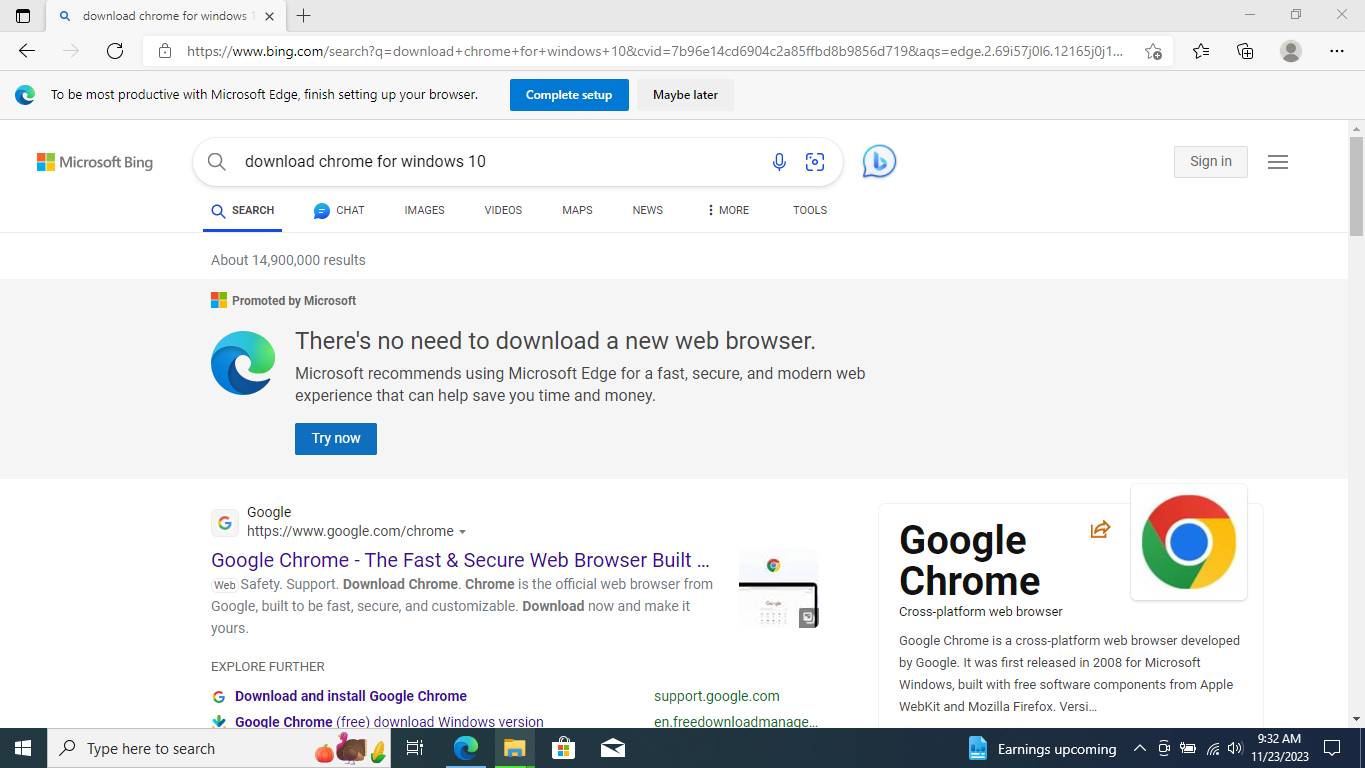 download chrome for windows 1
https://www.bing.com/search?q=download+chrome+for+windows+10&cvid=7b96e14cd6904c2a85ffbd8b9856d719&aqs=edge.2.69i57j0l6.12165j0j1...
To be most productive with Microsoft Edge, finish setting up your browser.
Complete setup
Maybe later
Microsoft Bing
download chrome for windows 10
Sign in
SEARCH
CHAT
IMAGES
VIDEOS
MAPS
NEWS
MORE
TOOLS
About 14,900,000 results
Promoted by Microsoft
There's no need to download a new web browser.
Microsoft recommends using Microsoft Edge for a fast, secure, and modern web
experience that can help save you time and money.
Try now
Google
https://www.google.com/chrome
Google Chrome - The Fast & Secure Web Browser Built ...
Web Safety. Support. Download Chrome. Chrome is the official web browser from
Google, built to be fast, secure, and customizable. Download now and make it
yours.
EXPLORE FURTHER
Download and install Google Chrome
support.google.com
Google Chrome (free) download Windows version
en.freedownloadmanage...
Google
Chrome
Cross-platform web browser
Google Chrome is a cross-platform web browser developed
by Google. It was first released in 2008 for Microsoft
Windows, built with free software components from Apple
WebKit and Mozilla Firefox. Versi...
Type here to search
Earnings upcoming
9:32 AM
11/23/2023